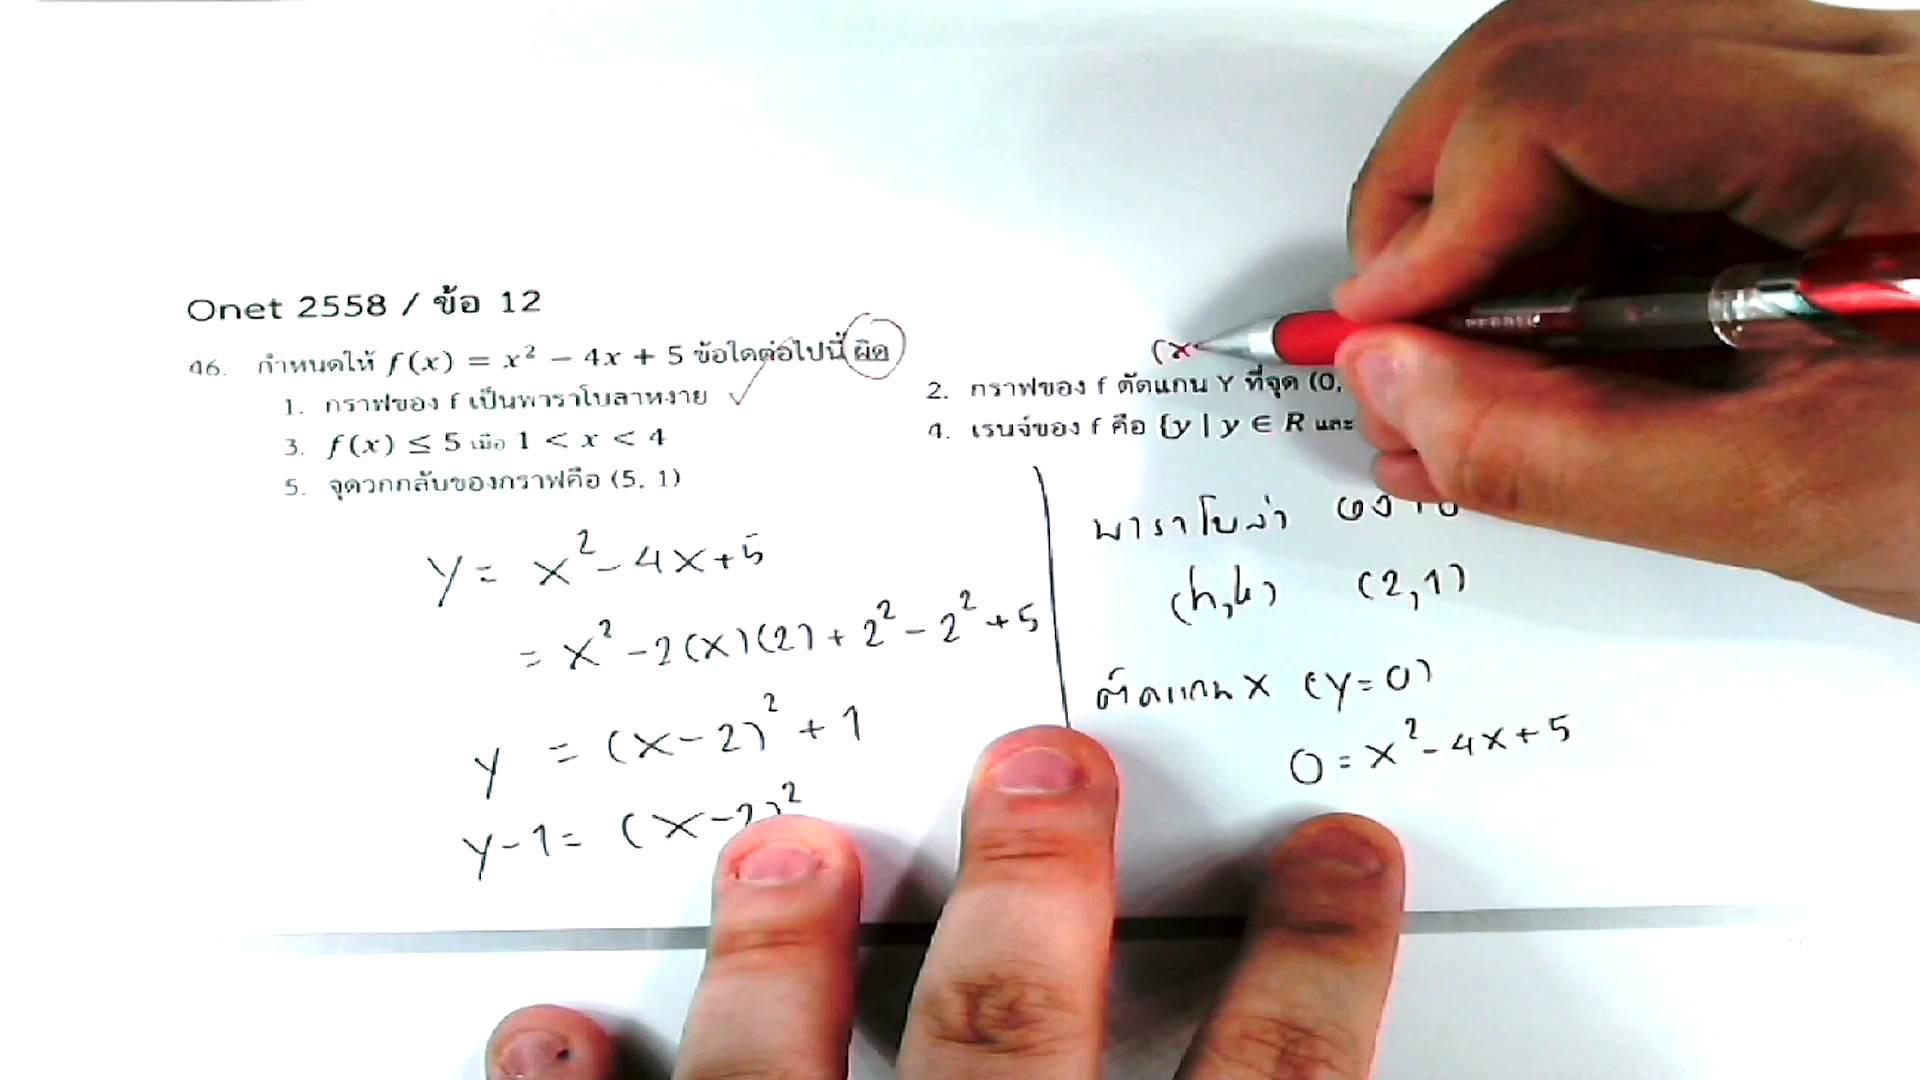 Onet 2558 / ข้อ 12
46. กำหนดให้ f(x) = x² − 4x + 5 ข้อใดต่อไปนี้ ผิด
(x
1. กราฟของ f เป็นพาราโบลาหงาย ✓
2. กราฟของ f ตัดแกน Y ที่จุด (0,
3. f(x) ≤ 5 เมื่อ 1 < x < 4
4. เรนจ์ของ f คือ {y | y ∈ R และ
5. จุดวกกลับของกราฟคือ (5, 1)
y = x² - 4x + 5
= x² - 2(x)(2) + 2² - 2² + 5
y = (x-2)² + 1
y-1 = (x-2)²
พาราโบล่า
(h,k) (2,1)
ตัดแกน x (y=0)
0 = x² - 4x + 5